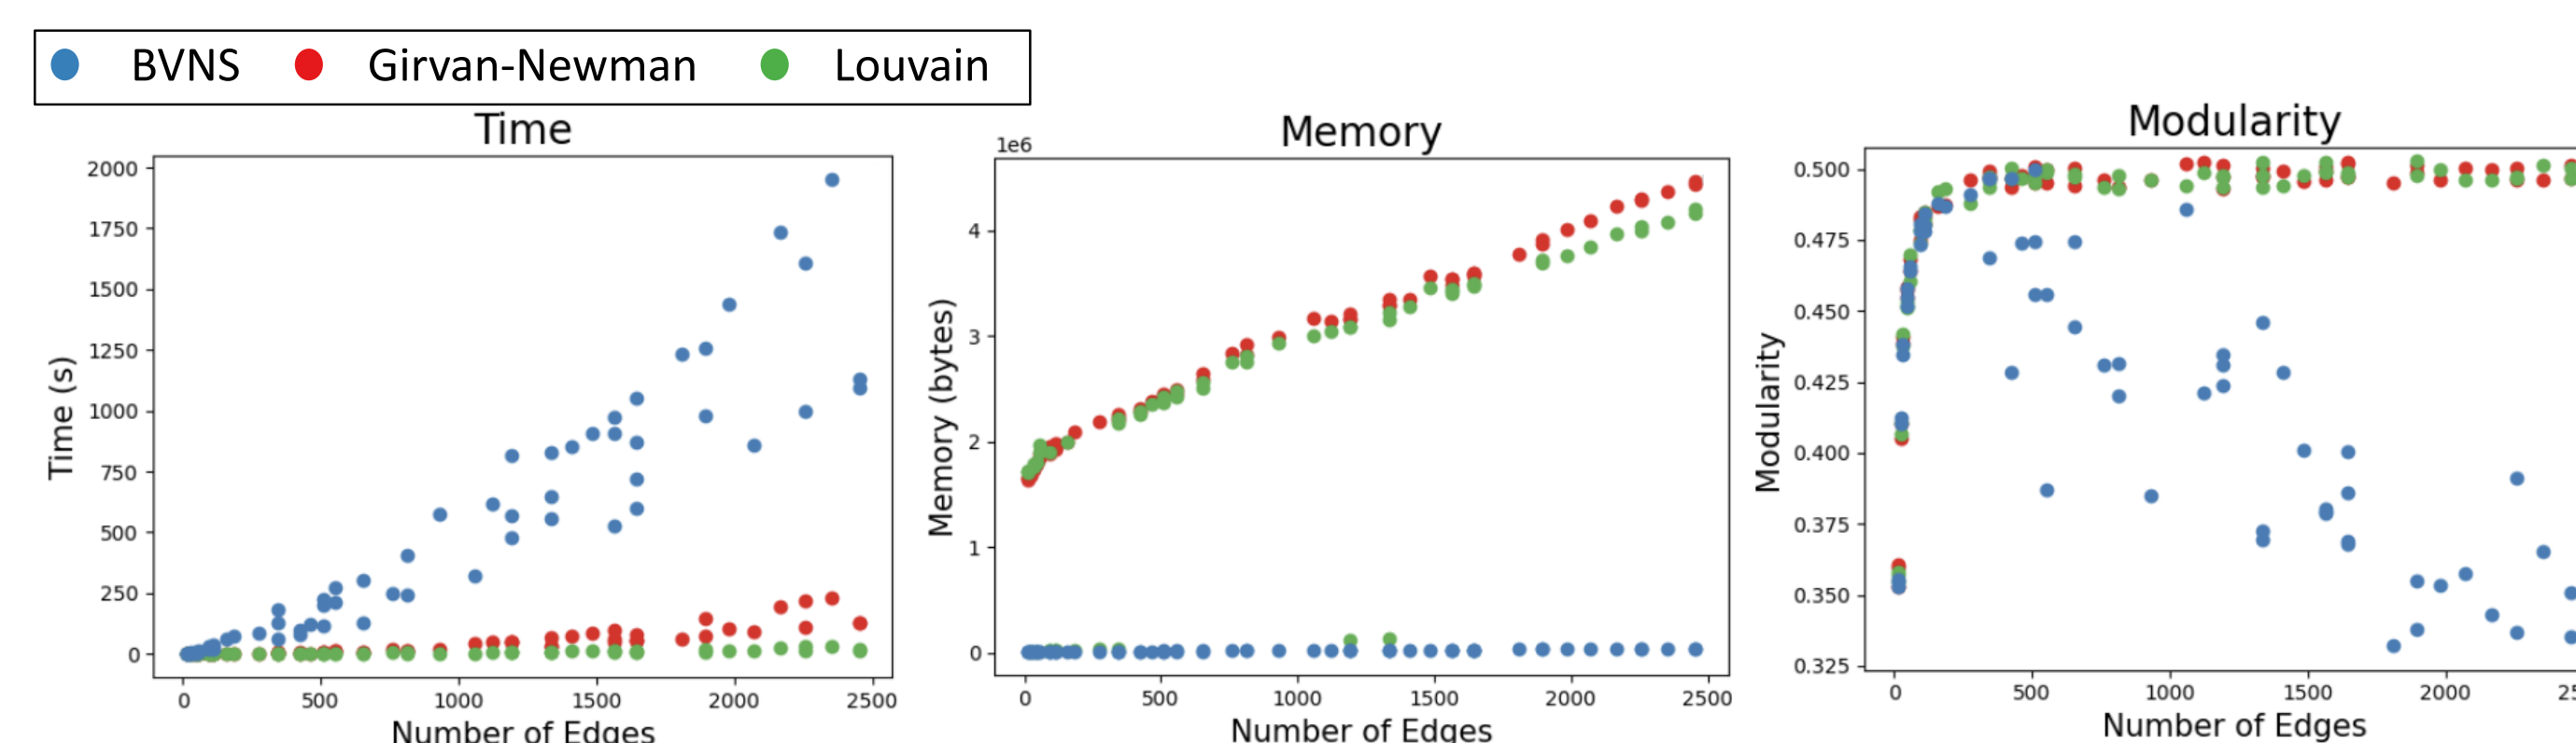 BVNS Girvan-Newman Louvain
Time
Time (s)
2000
1750
1500
1250
1000
750
500
250
0
0 500 1000 1500 2000 2500
Number of Edges
Memory
1e6
Memory (bytes)
4
3
2
1
0
0 500 1000 1500 2000 2500
Number of Edges
Modularity
Modularity
0.500
0.475
0.450
0.425
0.400
0.375
0.350
0.325
0 500 1000 1500 2000 25
Number of Edges